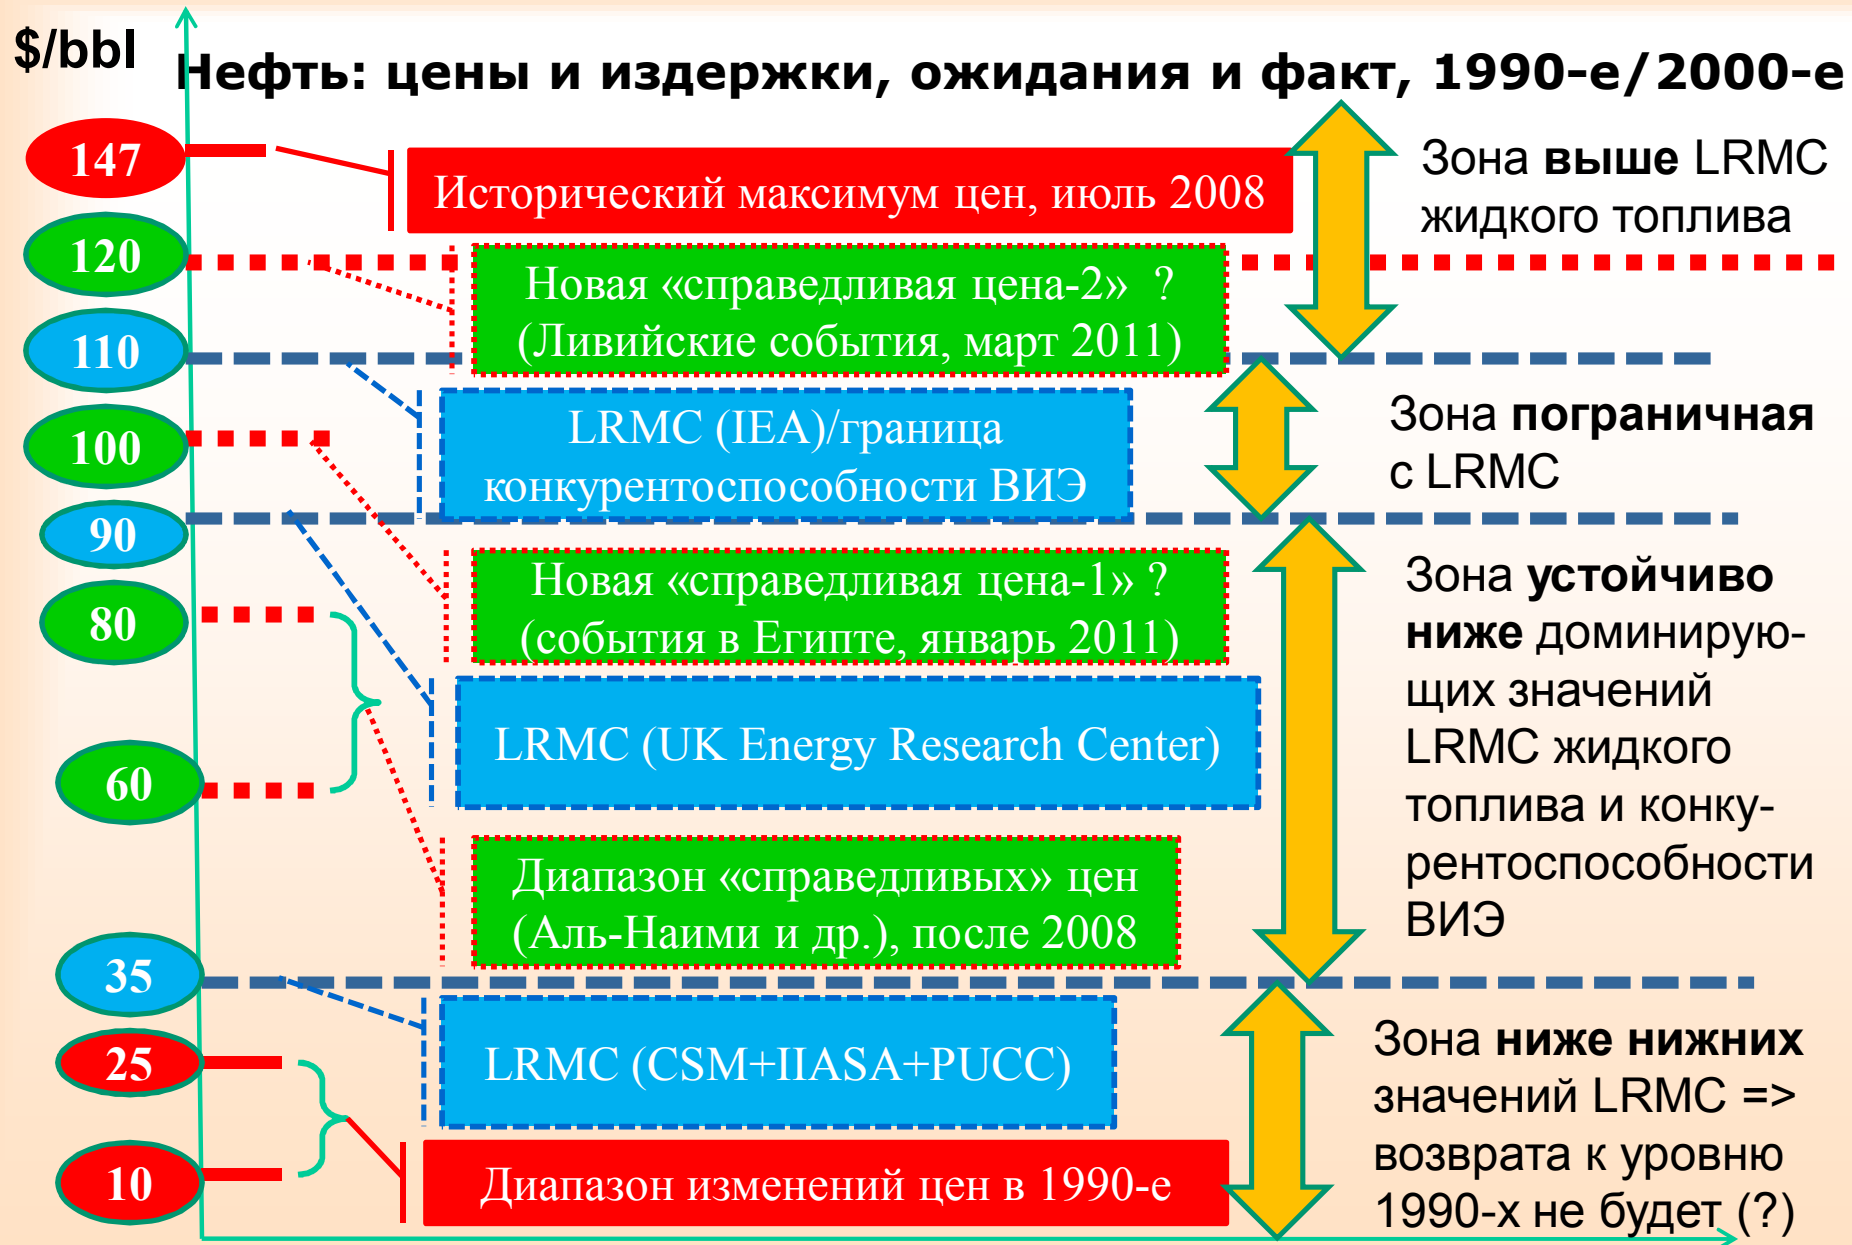 $/bbl
Нефть: цены и издержки, ожидания и факт, 1990-е/2000-е
147
Исторический максимум цен, июль 2008
Зона выше LRMC
жидкого топлива
120
Новая «справедливая цена-2» ?
(Ливийские события, март 2011)
110
LRMC (IEA)/граница
конкурентоспособности ВИЭ
Зона пограничная
с LRMC
100
90
Новая «справедливая цена-1» ?
(события в Египте, январь 2011)
Зона устойчиво
ниже доминирую-
щих значений
LRMC жидкого
топлива и конку-
рентоспособности
ВИЭ
80
LRMC (UK Energy Research Center)
60
Диапазон «справедливых» цен
(Аль-Наими и др.), после 2008
35
LRMC (CSM+IIASA+PUCC)
25
Зона ниже нижних
значений LRMC =>
возврата к уровню
1990-х не будет (?)
10
Диапазон изменений цен в 1990-е